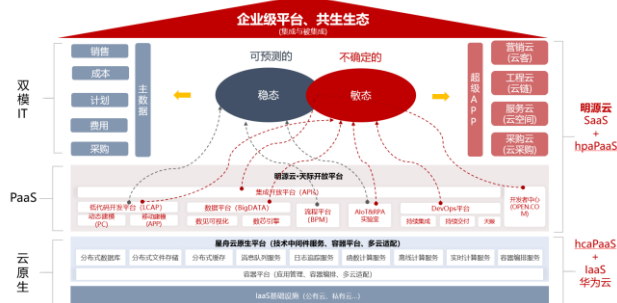 企业级平台、共生生态
(集成与被集成)
双模IT
销售
成本
计划
费用
采购
主数据
可预测的
不确定的
稳态
敏态
超级APP
营销云
(云客)
工程云
(云链)
服务云
(云空间)
采购云
(云采购)
明源云
SaaS
+
hpaPaaS
PaaS
明源云-天际开放平台
集成开放平台(APIs)
低代码开发平台(LCAP)
动态建模
(PC)
移动建模
(APP)
数据平台(BigDATA)
数见可视化
数芯引擎
流程平台
(BPM)
AIoT&RPA
实验室
DevOps平台
持续集成
持续交付
天眼
开发者中心
(OPEN.CO
M)
云原生
星舟云原生平台(技术中间件服务、容器平台、多云适配)
分布式数据库
分布式文件存储
分布式缓存
消息队列服务
日志追踪服务
函数计算服务
离线计算服务
实时计算服务
容器编排服务
容器平台(应用管理、容器编排、多云适配)
IaaS基础设施(公有云、私有云...)
hcaPaaS
+
IaaS
华为云